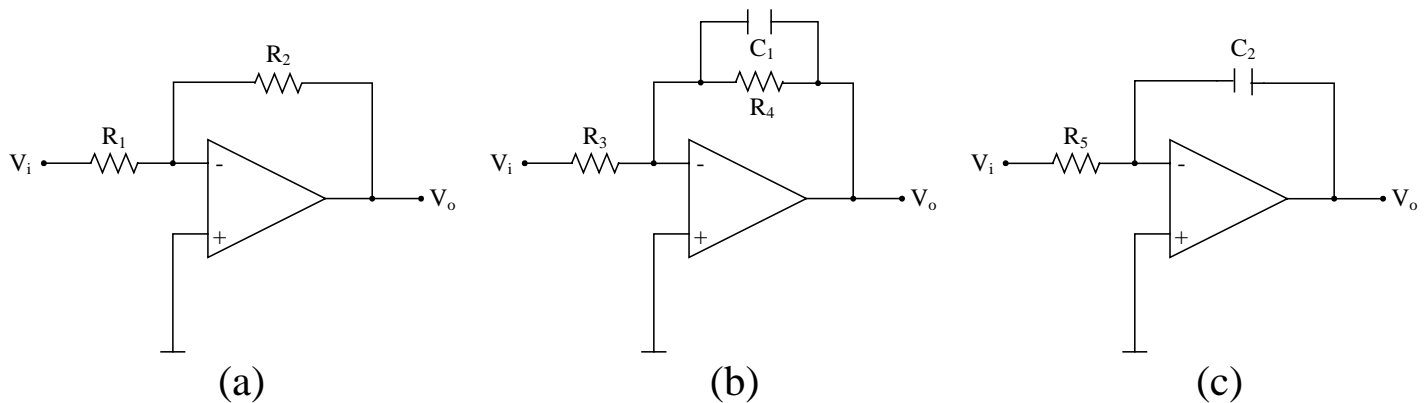 R₂
R₁
Vᵢ
-
+
Vₒ
(a)
C₁
R₄
R₃
Vᵢ
-
+
Vₒ
(b)
C₂
R₅
Vᵢ
-
+
Vₒ
(c)